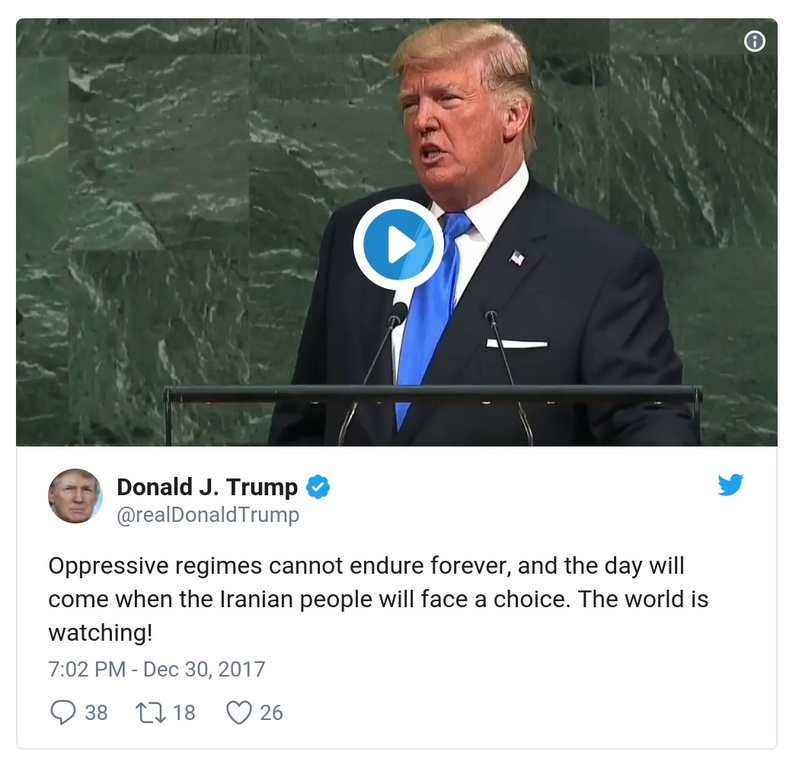 Donald J. Trump
@realDonaldTrump
Oppressive regimes cannot endure forever, and the day will
come when the Iranian people will face a choice. The world is
watching!
7:02 PM - Dec 30, 2017
38 18 26